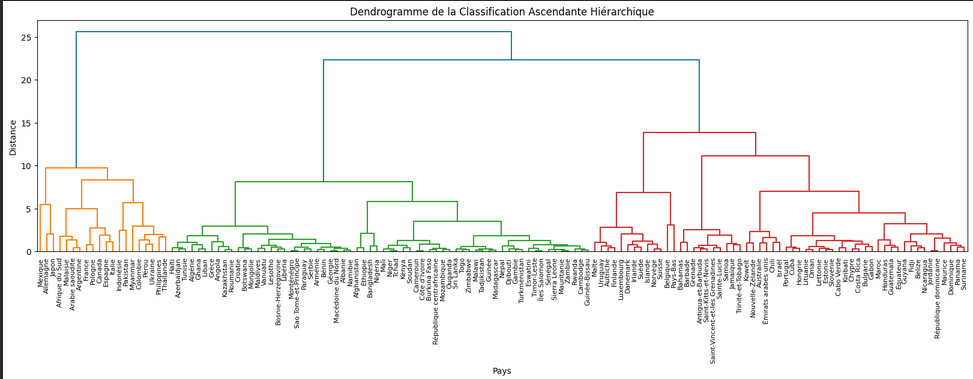 Dendrogramme de la Classification Ascendante Hiérarchique
Distance
25
20
15
10
5
0
Mexique
Allemagne
Japon
Afrique du Sud
Malaisie
Arabie saoudite
Argentine
France
Pologne
Canada
Espagne
Italie
Indonésie
Myanmar
Colombie
Pérou
Ukraine
Philippines
Thaïlande
Haïti
Azerbaïdjan
Tunisie
Algérie
Ghana
Liban
Grèce
Angola
Kazakhstan
Roumanie
Croatie
Botswana
Mongolie
Maldives
Vanuatu
Lesotho
Libéria
Bosnie-Herzégovine
Monténégro
Sao Tomé-et-Principe
Paraguay
Serbie
Arménie
Bénin
Géorgie
Macédoine du Nord
Albanie
Namibie
Afghanistan
Éthiopie
Bangladesh
Nigéria
Niger
Mali
Tchad
Kenya
Soudan
Cameroun
Côte d'Ivoire
Burkina Faso
République centrafricaine
Mozambique
Ouganda
Sri Lanka
Togo
Zimbabwe
Malawi
Tadjikistan
Guinée
Madagascar
Népal
Djibouti
Gambie
Turkménistan
Eswatini
Timor-Leste
Îles Salomon
Sénégal
Sierra Leone
Mauritanie
Zambie
Rwanda
Cambodge
Guinée-Bissau
Malte
Uruguay
Autriche
Finlande
Luxembourg
Danemark
Irlande
Suède
Islande
Norvège
Suisse
Belgique
Pays-Bas
Bahamas
Barbade
Grenade
Antigua-et-Barbuda
Saint-Kitts-et-Nevis
Saint-Vincent-et-les Grenadines
Sainte-Lucie
Samoa
Jamaïque
Trinité-et-Tobago
Koweït
Nouvelle-Zélande
Australie
Émirats arabes unis
Chili
Israël
Portugal
Cuba
Hongrie
Oman
Lettonie
Estonie
Slovénie
Cabo Verde
Kiribati
Chypre
Costa Rica
Bulgarie
Gabon
Maroc
Honduras
Guatemala
Équateur
Guyana
Fidji
Belize
Nicaragua
Jordanie
République dominicaine
Maurice
Dominique
Panama
Suriname
Pays